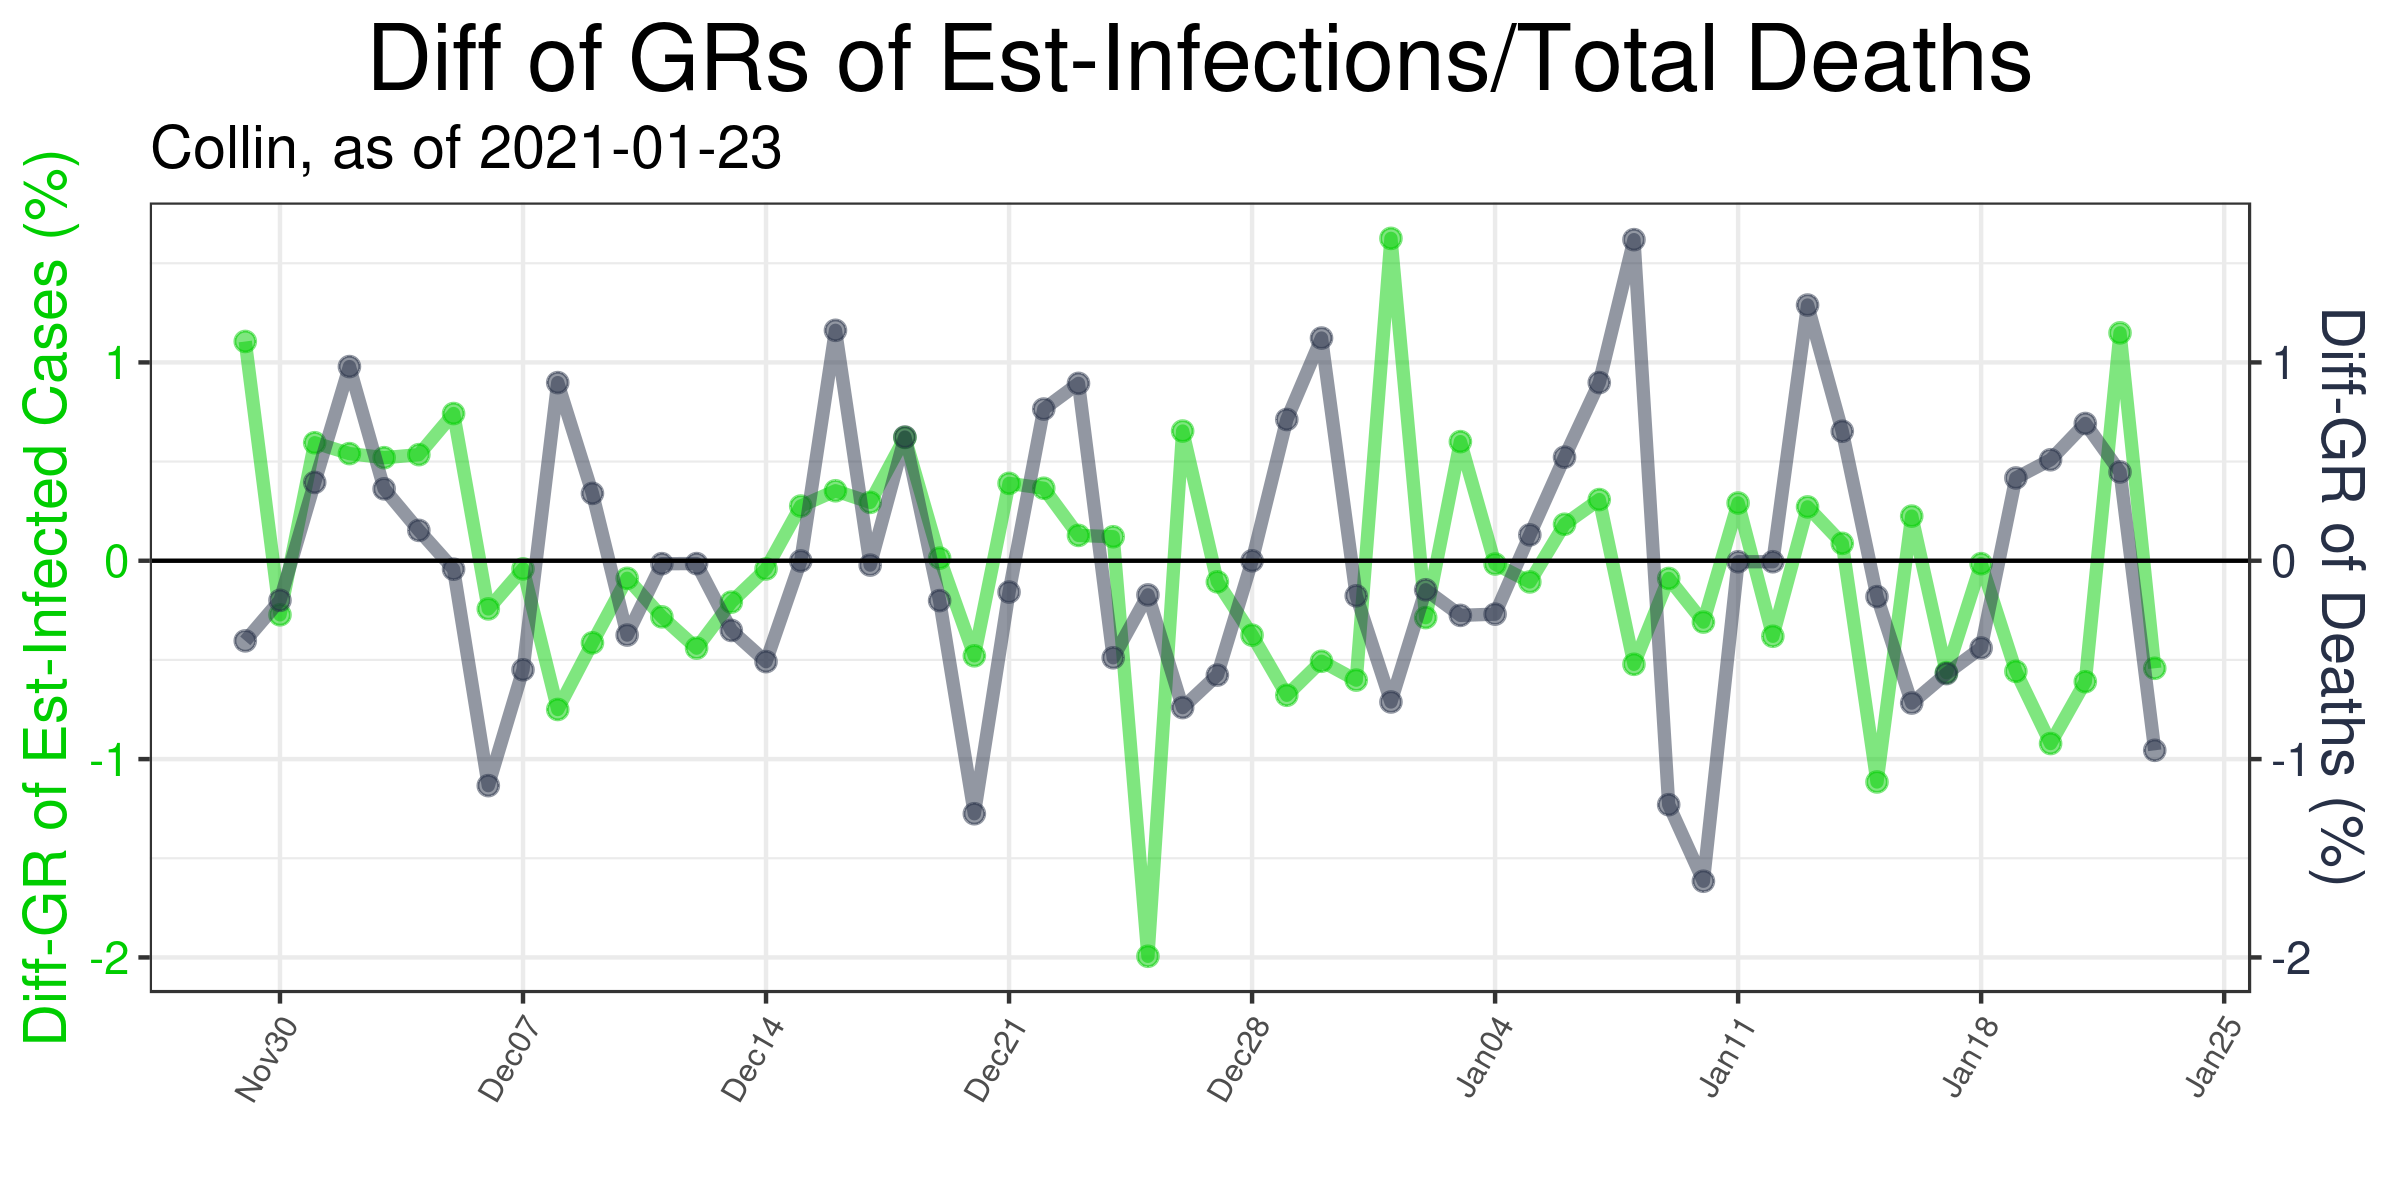 Diff of GRs of Est-Infections/Total Deaths
Collin, as of 2021-01-23
Diff-GR of Est-Infected Cases (%)
1
0
-1
-2
1
0
-1
-2
Diff-GR of Deaths (%)
Nov30
Dec07
Dec14
Dec21
Dec28
Jan04
Jan11
Jan18
Jan25